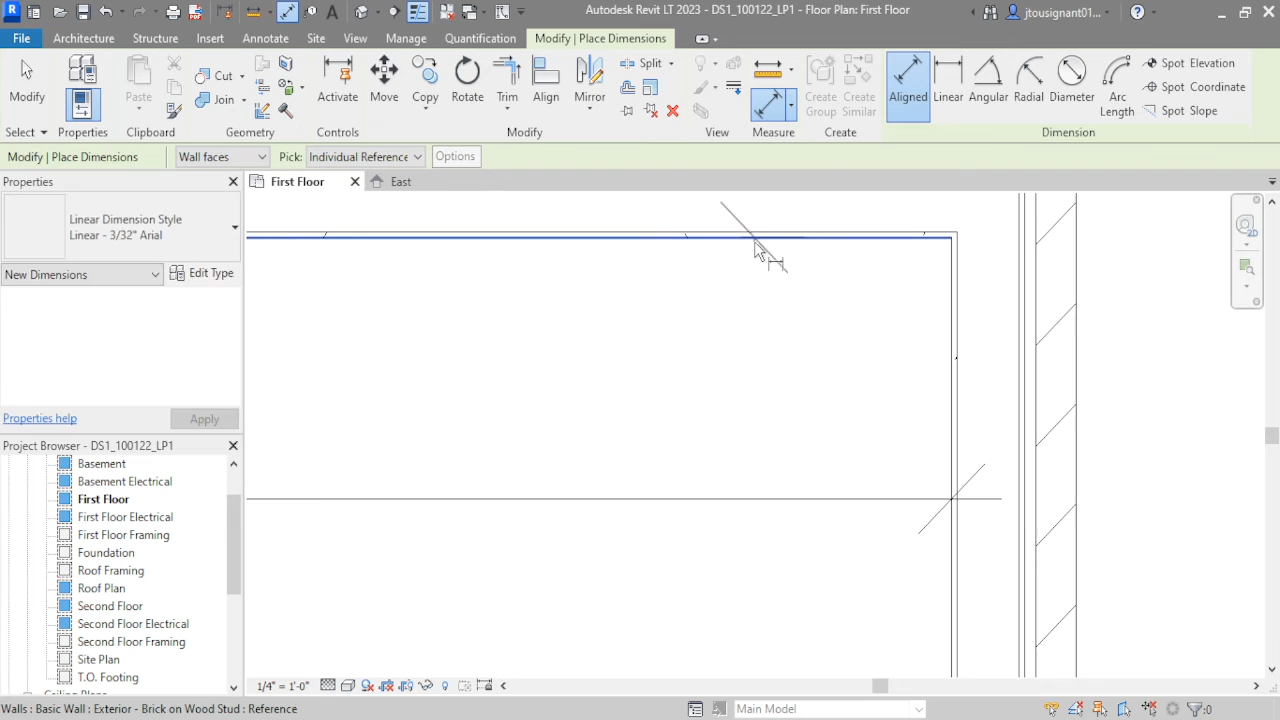 Autodesk Revit LT 2023 - DS1_100122_LP1 - Floor Plan: First Floor
jtousignant01...
File Architecture Structure Insert Annotate Site View Manage Quantification Modify | Place Dimensions
Modify Paste Cut Join Activate Move Copy Rotate Trim Align Mirror Split Create Group Create Similar Aligned Linear Angular Radial Diameter Arc Length Spot Elevation
Spot Coordinate
Spot Slope
Select Properties Clipboard Geometry Controls Modify View Measure Create Dimension
Modify | Place Dimensions Wall faces Pick: Individual Reference Options
Properties First Floor East
Linear Dimension Style
Linear - 3/32" Arial
New Dimensions Edit Type
Properties help Apply
Project Browser - DS1_100122_LP1
Basement
Basement Electrical
First Floor
First Floor Electrical
First Floor Framing
Foundation
Roof Framing
Roof Plan
Second Floor
Second Floor Electrical
Second Floor Framing
Site Plan
T.O. Footing
Ceiling Plans
1/4" = 1'-0"
Walls : Basic Wall : Exterior - Brick on Wood Stud : Reference Main Model :0
2D